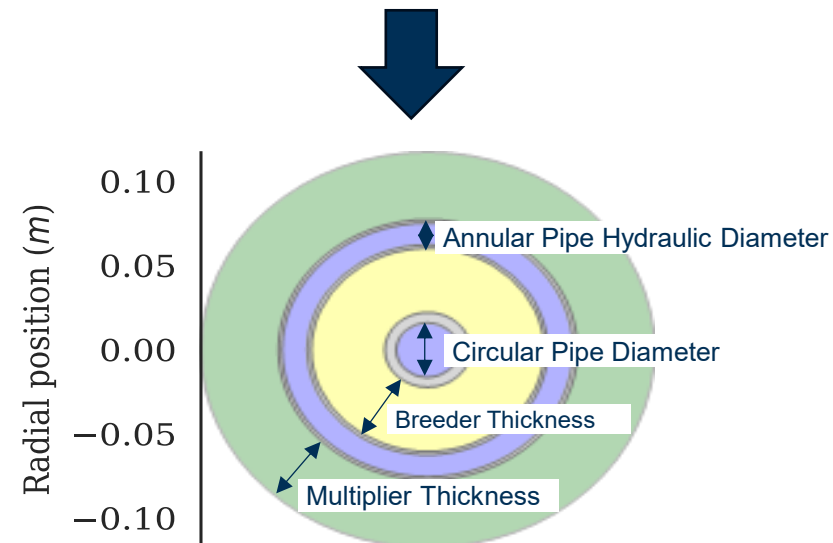 Radial position (m)
0.10
0.05
0.00
−0.05
−0.10
Annular Pipe Hydraulic Diameter
Circular Pipe Diameter
Breeder Thickness
Multiplier Thickness